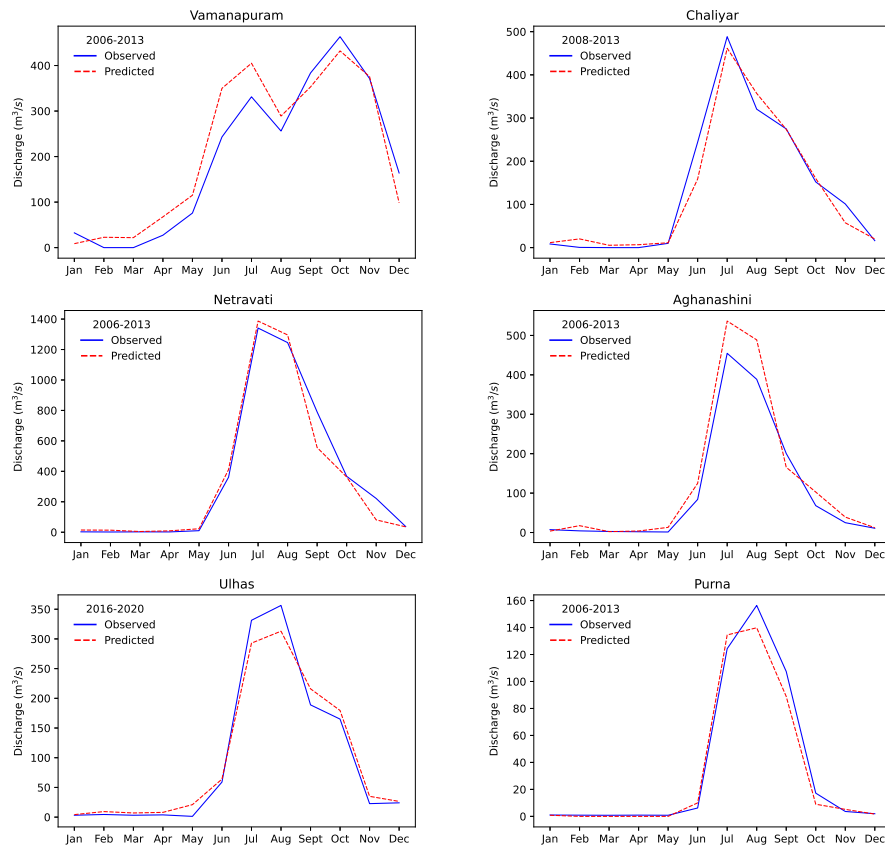 Vamanapuram
2006-2013
Observed
Predicted
Discharge (m³/s)
400
300
200
100
0
Jan Feb Mar Apr May Jun Jul Aug Sept Oct Nov Dec
Chaliyar
2008-2013
Observed
Predicted
Discharge (m³/s)
500
400
300
200
100
0
Jan Feb Mar Apr May Jun Jul Aug Sept Oct Nov Dec
Netravati
2006-2013
Observed
Predicted
Discharge (m³/s)
1400
1200
1000
800
600
400
200
0
Jan Feb Mar Apr May Jun Jul Aug Sept Oct Nov Dec
Aghanashini
2006-2013
Observed
Predicted
Discharge (m³/s)
500
400
300
200
100
0
Jan Feb Mar Apr May Jun Jul Aug Sept Oct Nov Dec
Ulhas
2016-2020
Observed
Predicted
Discharge (m³/s)
350
300
250
200
150
100
50
0
Jan Feb Mar Apr May Jun Jul Aug Sept Oct Nov Dec
Purna
2006-2013
Observed
Predicted
Discharge (m³/s)
160
140
120
100
80
60
40
20
0
Jan Feb Mar Apr May Jun Jul Aug Sept Oct Nov Dec